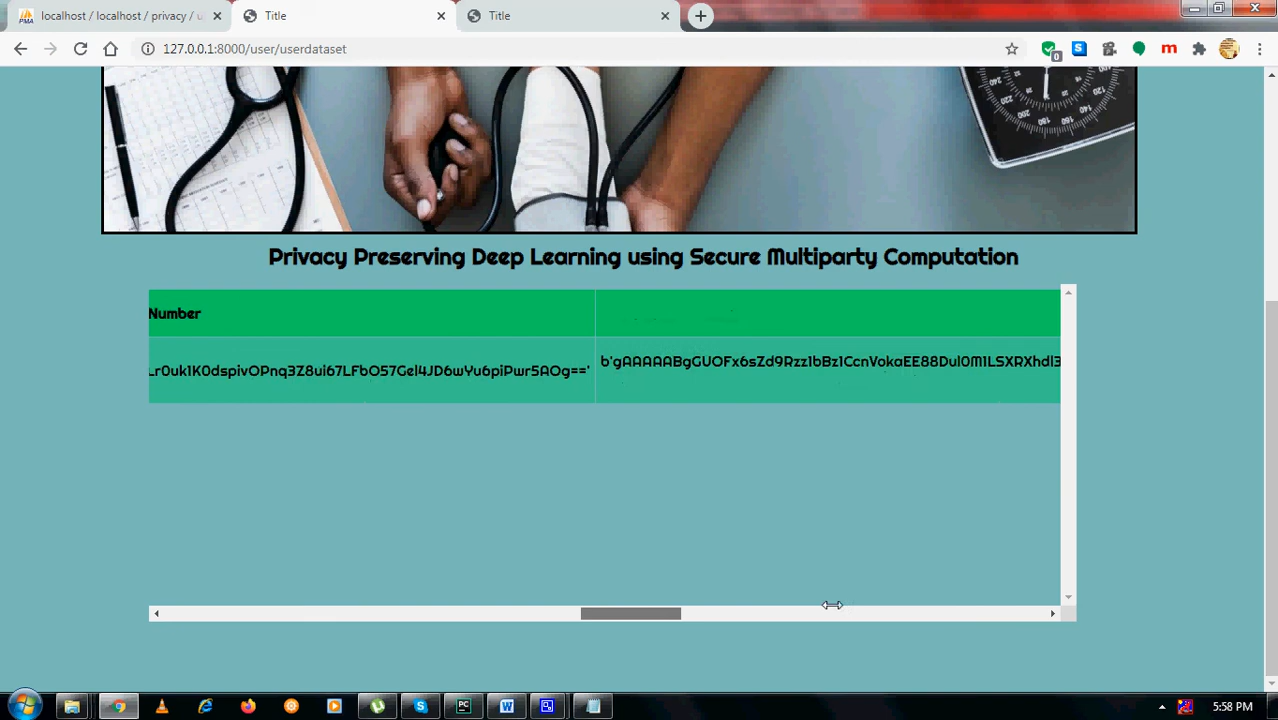 localhost / localhost / privacy / u
Title
Title
127.0.0.1:8000/user/userdataset
0
Privacy Preserving Deep Learning using Secure Multiparty Computation
Number
Lr0uk1K0dspivOPnq3Z8ui67LFbO57Gel4JD6wYu6piPwr5AOg=='
b'gAAAAABgGUOFx6sZd9Rzz1bBz1CcnVokaEE88Dul0M1LSXRXhdl3
5:58 PM